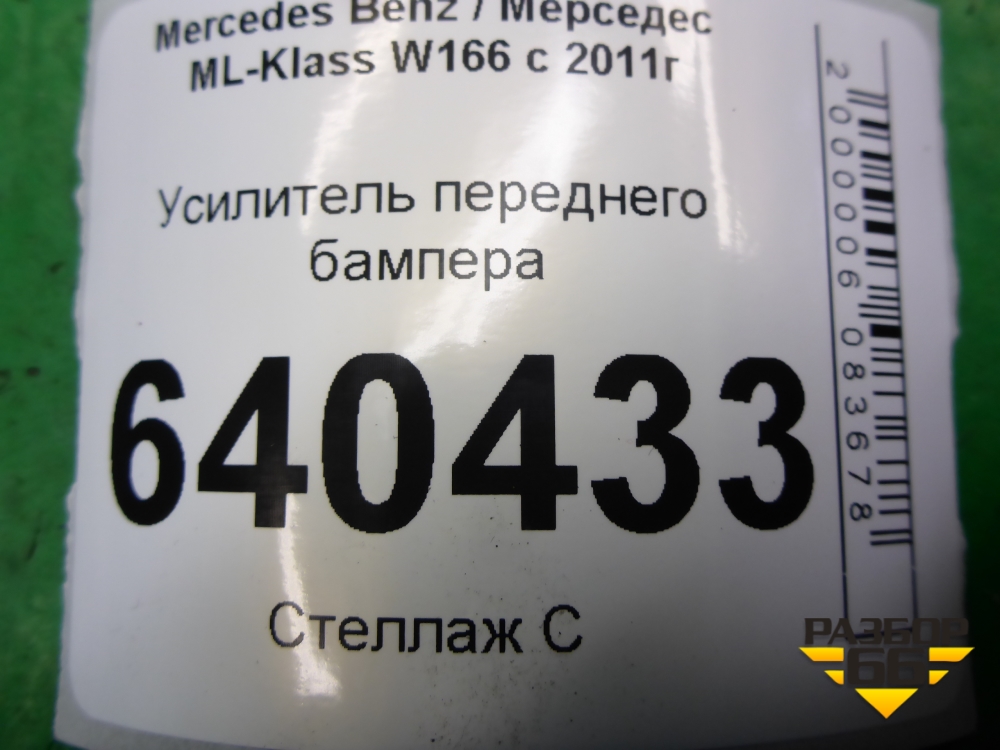 Mercedes Benz / Мерседес
ML-Klass W166 с 2011г
Усилитель переднего
бампера
640433
Стеллаж С
2000006083678
РАЗБОР
66